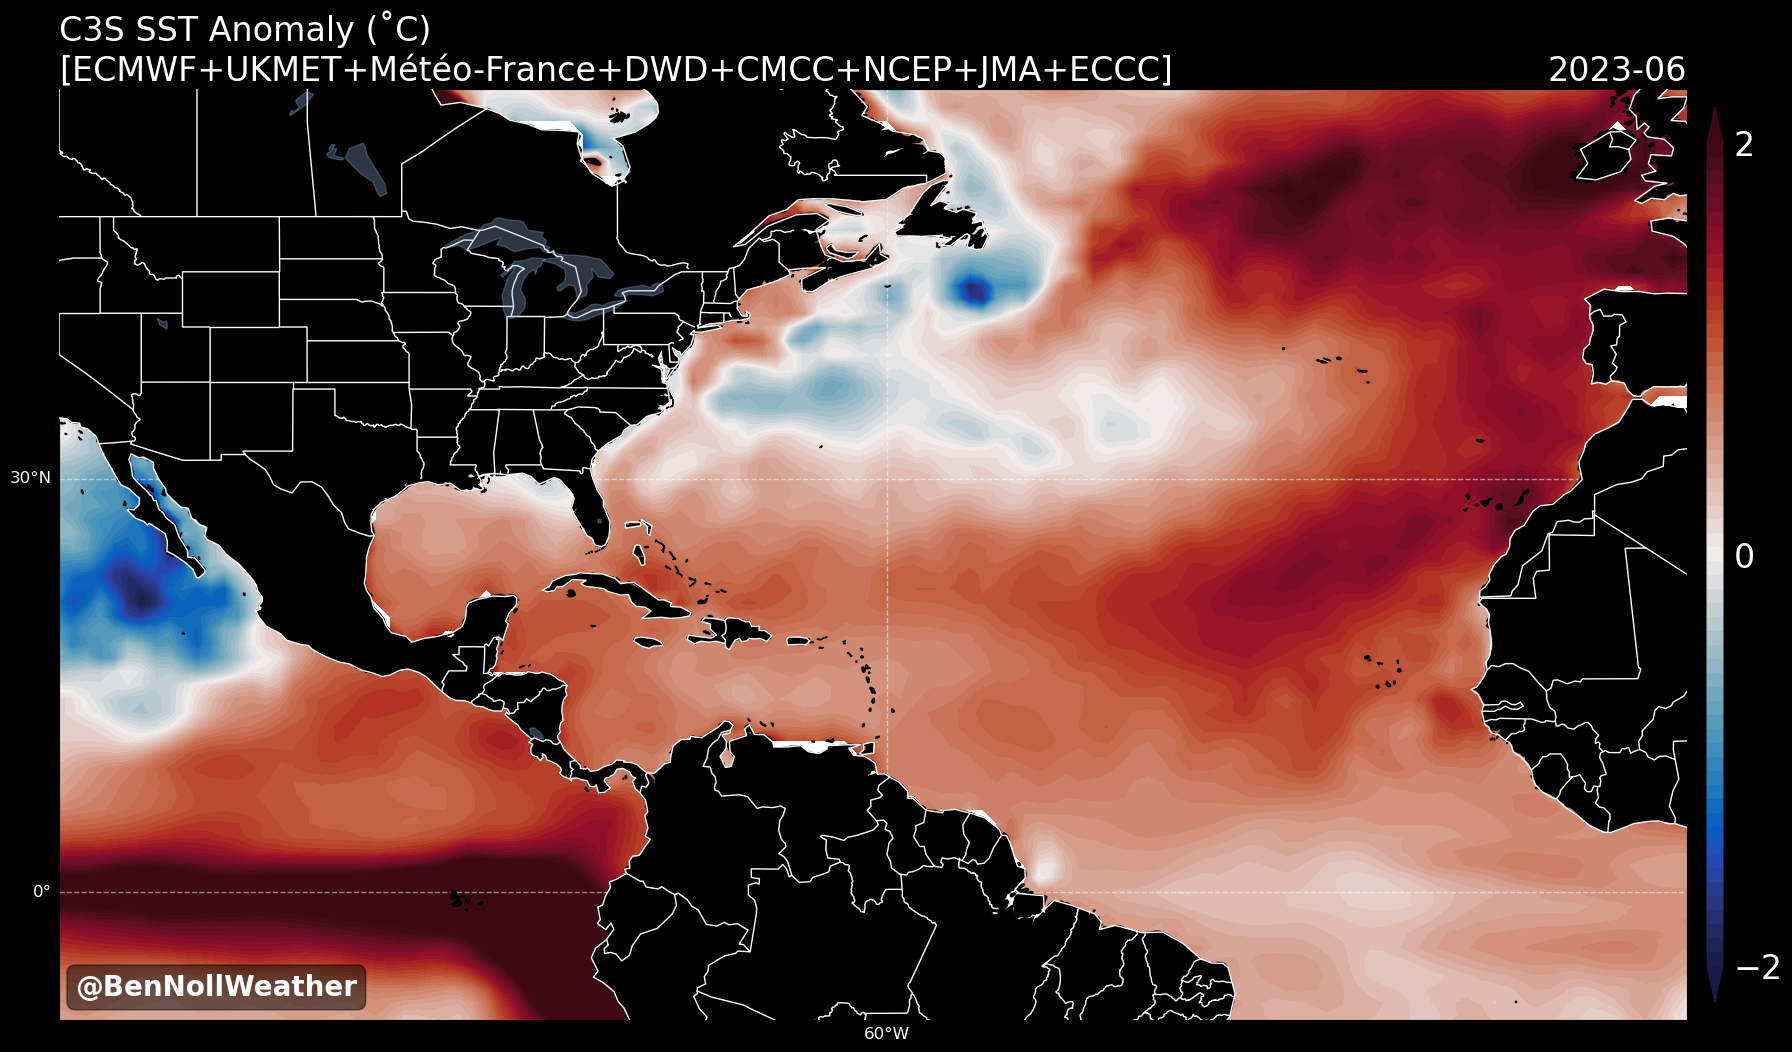 C3S SST Anomaly (˚C)
[ECMWF+UKMET+Météo-France+DWD+CMCC+NCEP+JMA+ECCC]
2023-06
2
0
−2
30°N
0°
60°W
@BenNollWeather